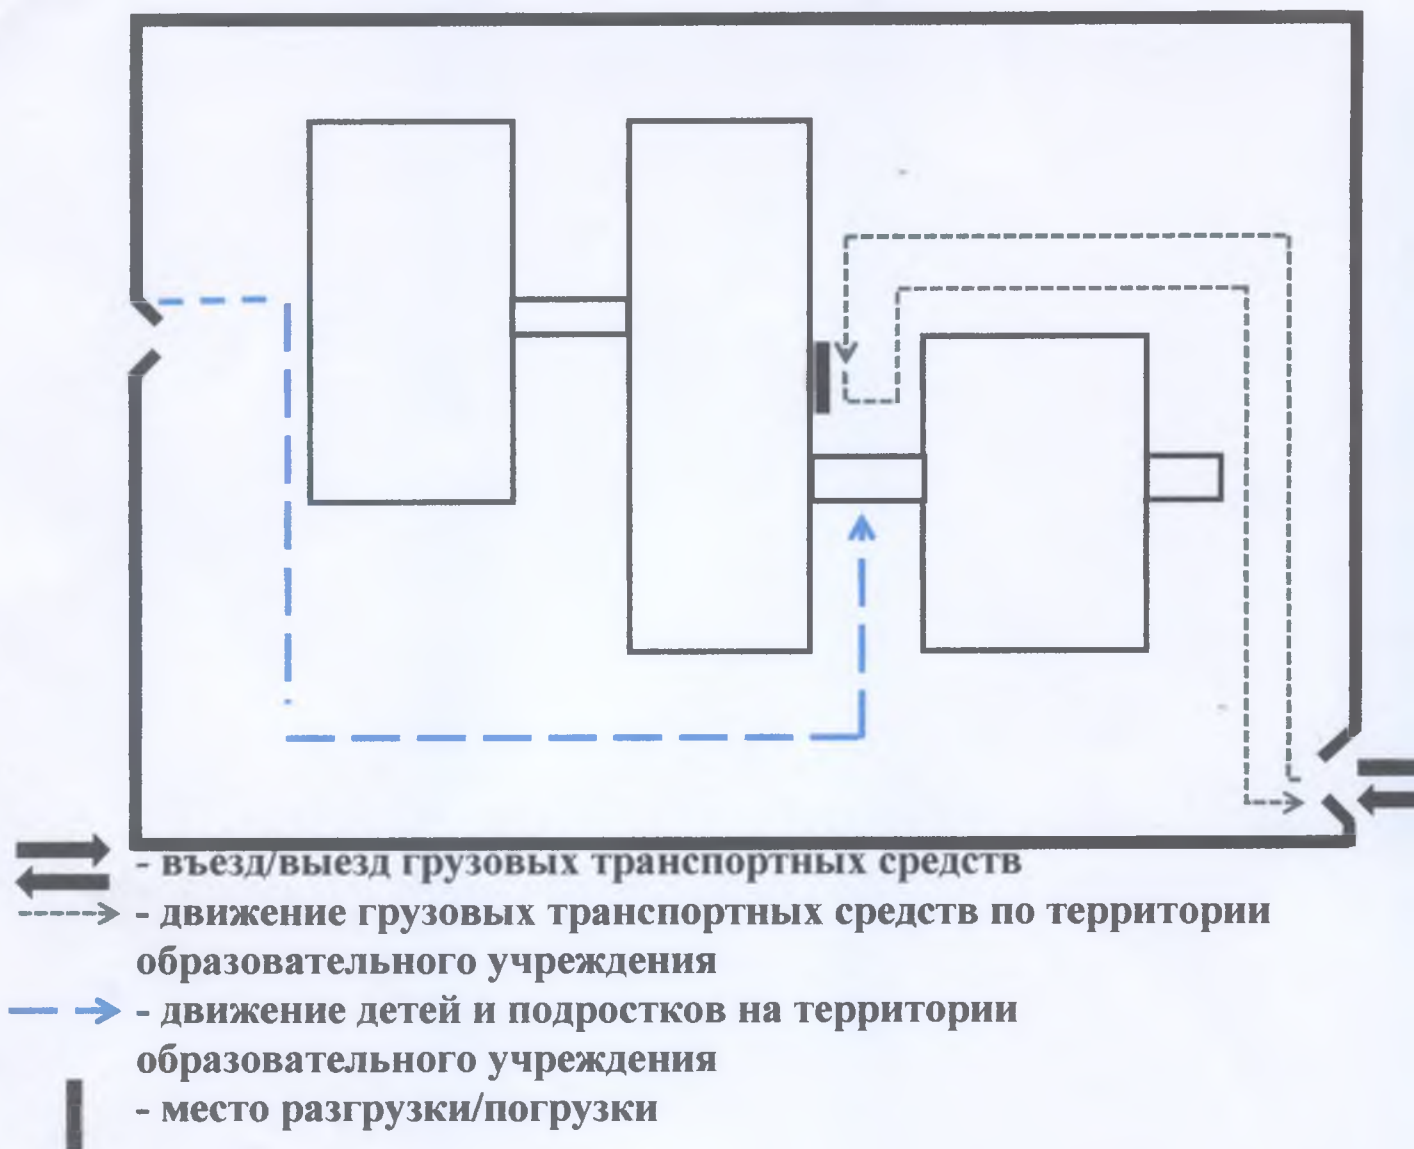 - въезд/выезд грузовых транспортных средств
- движение грузовых транспортных средств по территории
образовательного учреждения
- движение детей и подростков на территории
образовательного учреждения
- место разгрузки/погрузки